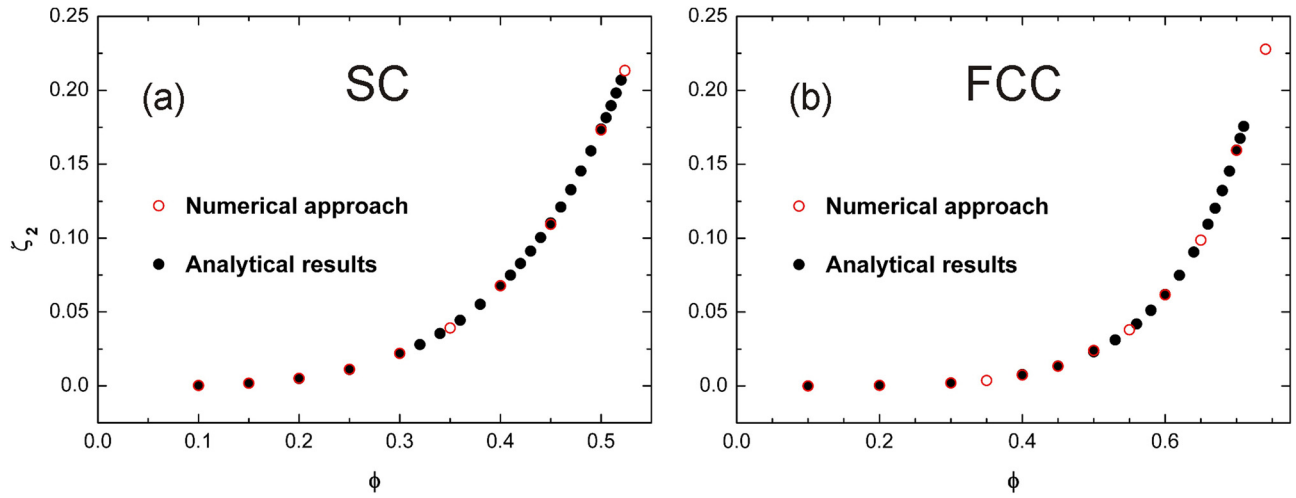 (a)
SC
Numerical approach
Analytical results
0.25
0.20
0.15
0.10
0.05
0.0
ζ2
0.0 0.1 0.2 0.3 0.4 0.5
ϕ
(b)
FCC
Numerical approach
Analytical results
0.25
0.20
0.15
0.10
0.05
0.0
0.0 0.2 0.4 0.6
ϕ